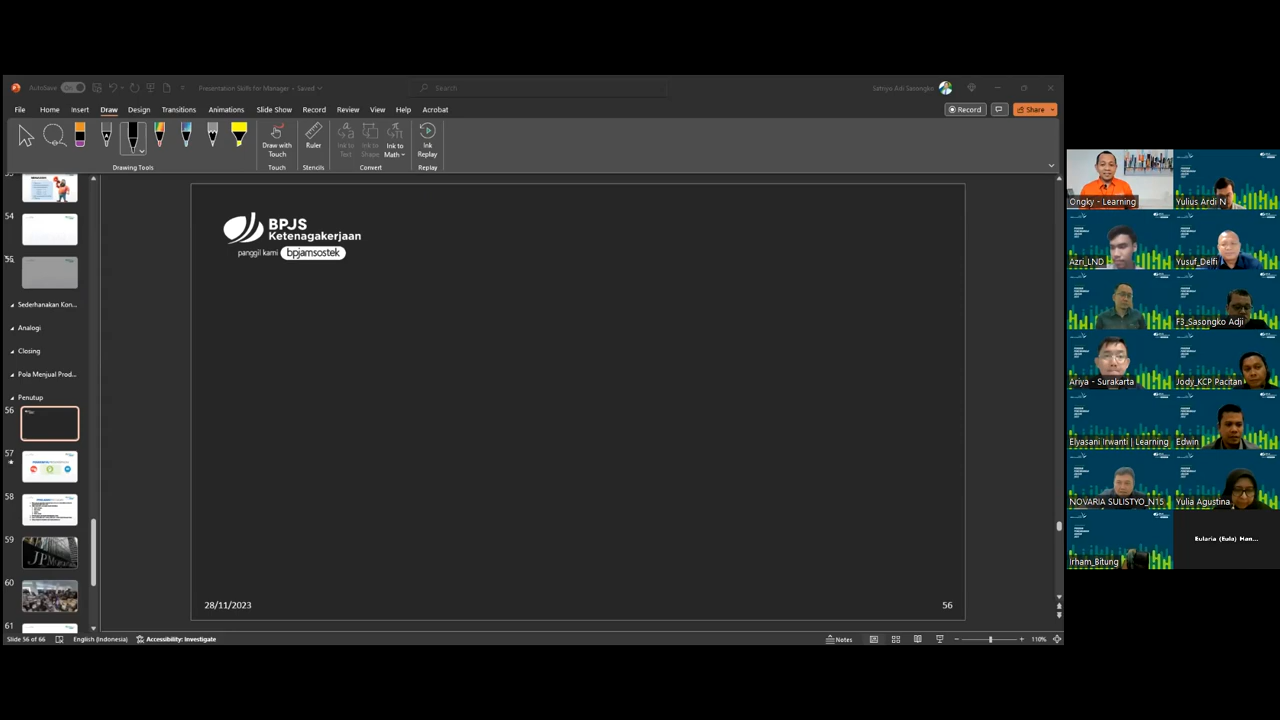 AutoSave
Presentation Skills for Manager - Saved
Search
Satriyo Adi Sasongko
File Home Insert Draw Design Transitions Animations Slide Show Record Review View Help Acrobat
Record
Share
Draw with Touch
Ruler
Ink to Text
Ink to Shape
Ink to Math
Ink Replay
Drawing Tools
Touch
Stencils
Convert
Replay
54
Sederhanakan Kon...
Analogi
Closing
Pola Menjual Prod...
Penutup
56
57
58
59
JPM
60
61
BPJS
Ketenagakerjaan
panggil kami bpjamsostek
28/11/2023
56
Slide 56 of 66
English (Indonesia)
Accessibility: Investigate
Notes
110%
Ongky - Learning
Yulius Ardi N
Azri_LND
Yusuf_Delfi
F3_Sasongko Adji
Ariya - Surakarta
Jody_KCP Pacitan
Elyasani Irwanti | Learning
Edwin
NOVARIA SULISTYO_N15
Yulia Agustina
Irham_Bitung
Eularia (Eula) Han...